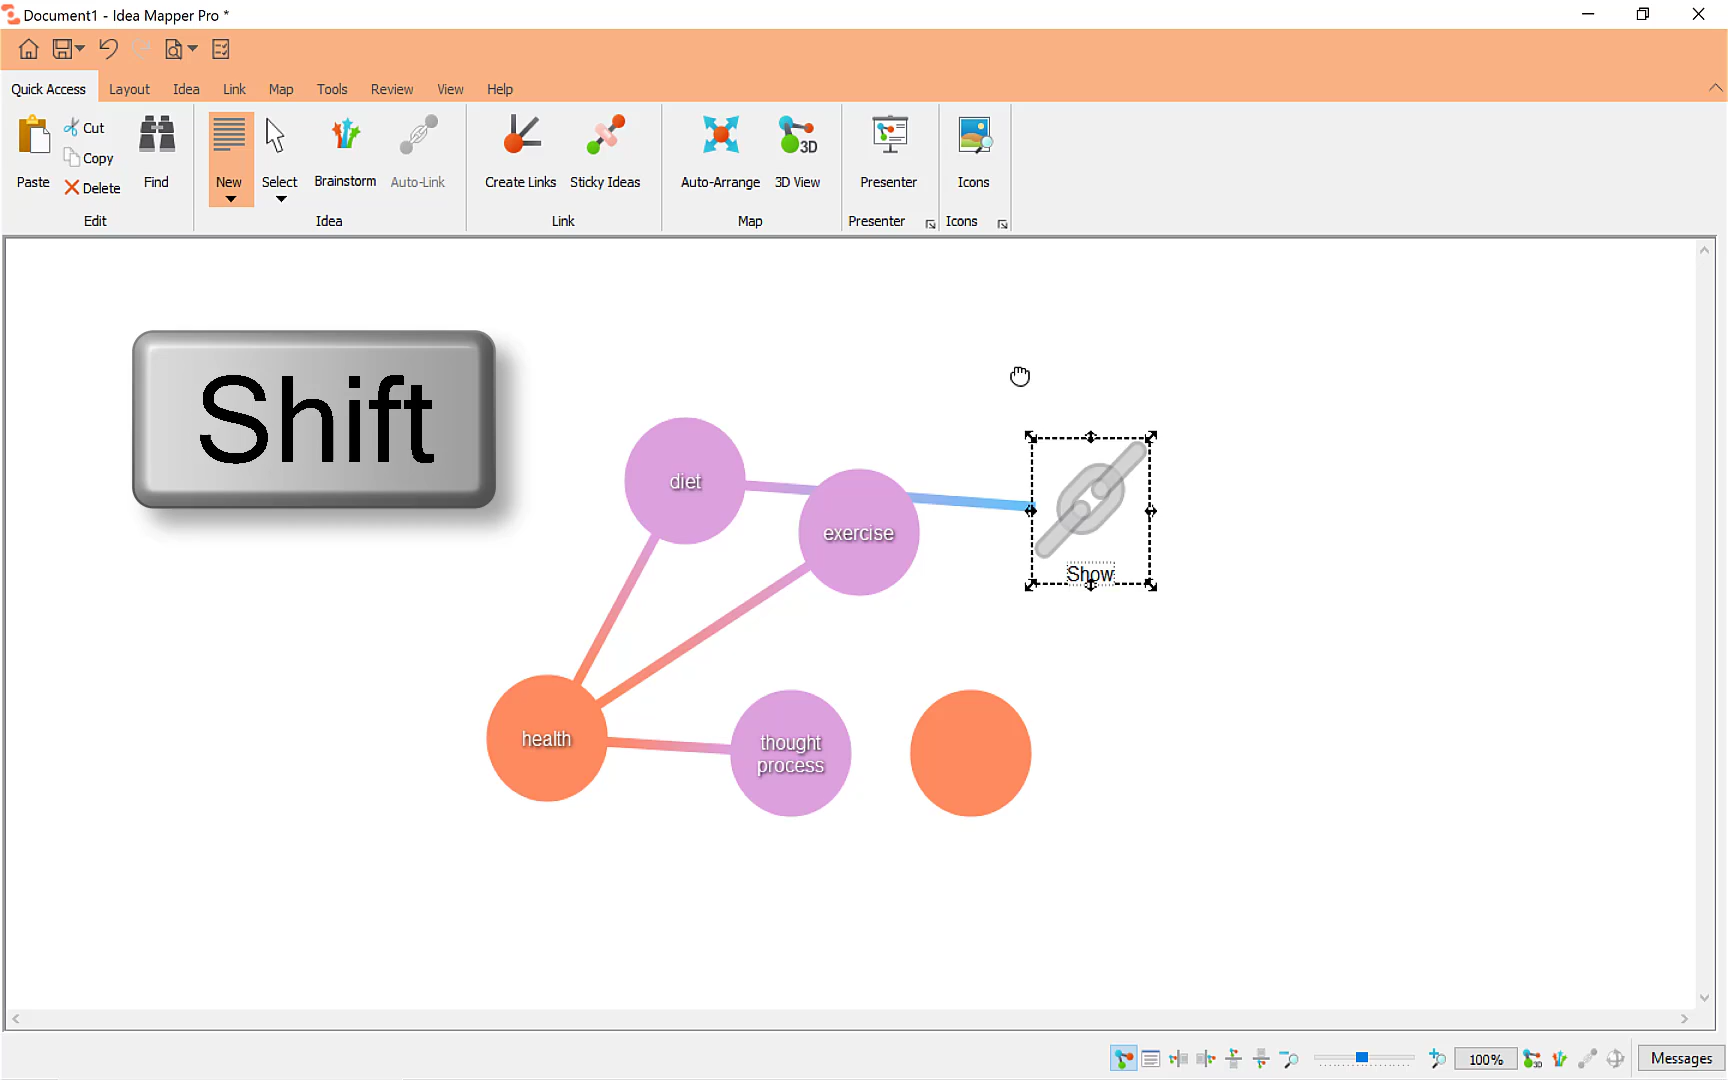 Document1 - Idea Mapper Pro *
Quick Access Layout Idea Link Map Tools Review View Help
Paste
Cut
Copy
Delete
Find
Edit
New
Select
Brainstorm
Auto-Link
Idea
Create Links
Sticky Ideas
Link
Auto-Arrange
3D
3D View
Map
Presenter
Presenter
Icons
Icons
Shift
diet
exercise
Show
health
thought
process
100%
3D
Messages